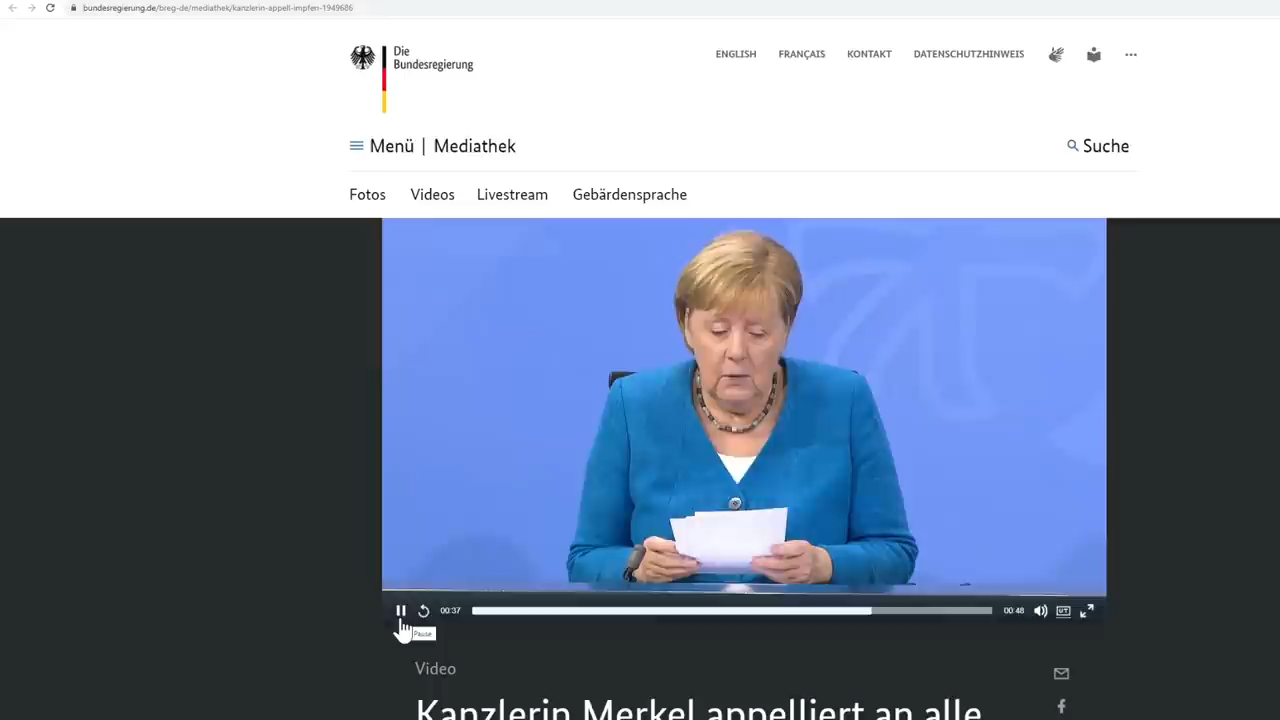 bundesregierung.de/breg-de/mediathek/kanzlerin-appell-impfen-1949686
Die
Bundesregierung
ENGLISH FRANÇAIS KONTAKT DATENSCHUTZHINWEIS
Menü | Mediathek
Suche
Fotos Videos Livestream Gebärdensprache
00:37
00:48
UT
Pause
Video
Kanzlerin Merkel appelliert an alle